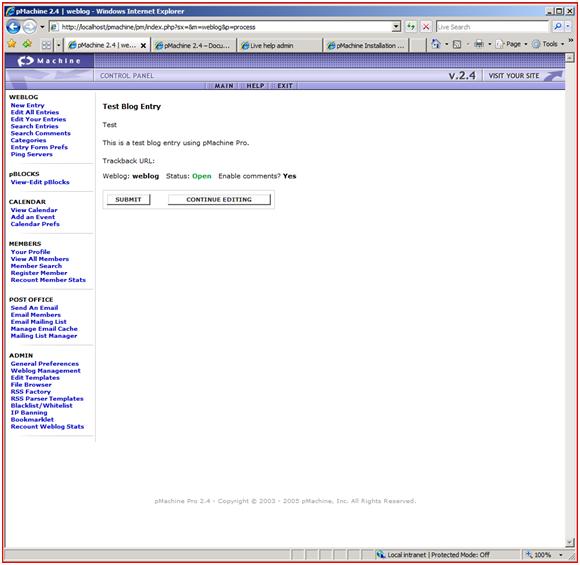 pMachine 2.4 | weblog - Windows Internet Explorer
http://localhost/pmachine/pm/index.php?sx=&m=weblog&p=process
Live Search
pMachine 2.4 | we... x
pMachine 2.4 – Docu...
Live help admin
pMachine Installation ...
Page
Tools
Machine
CONTROL PANEL
v.2.4
VISIT YOUR SITE
MAIN
HELP
EXIT
WEBLOG
New Entry
Edit All Entries
Edit Your Entries
Search Entries
Search Comments
Categories
Entry Form Prefs
Ping Servers
pBLOCKS
View-Edit pBlocks
CALENDAR
View Calendar
Add an Event
Calendar Prefs
MEMBERS
Your Profile
View All Members
Member Search
Register Member
Recount Member Stats
POST OFFICE
Send An Email
Email Members
Email Mailing List
Manage Email Cache
Mailing List Manager
ADMIN
General Preferences
Weblog Management
Edit Templates
File Browser
RSS Factory
RSS Parser Templates
Blacklist/Whitelist
IP Banning
Bookmarklet
Recount Weblog Stats
Test Blog Entry
Test
This is a test blog entry using pMachine Pro.
Trackback URL:
Weblog: weblog Status: Open Enable comments? Yes
SUBMIT
CONTINUE EDITING
pMachine Pro 2.4 - Copyright © 2003 - 2005 pMachine, Inc. All Rights Reserved.
Local intranet | Protected Mode: Off
100%